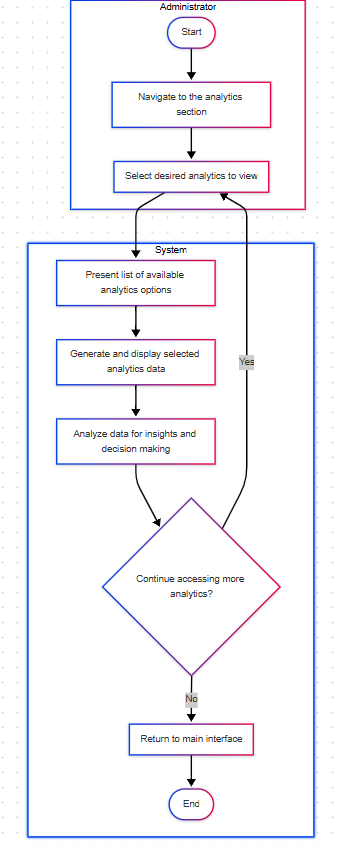 Administrator
Start
Navigate to the analytics
section
Select desired analytics to view
System
Present list of available
analytics options
Generate and display selected
analytics data
Yes
Analyze data for insights and
decision making
Continue accessing more
analytics?
No
Return to main interface
End